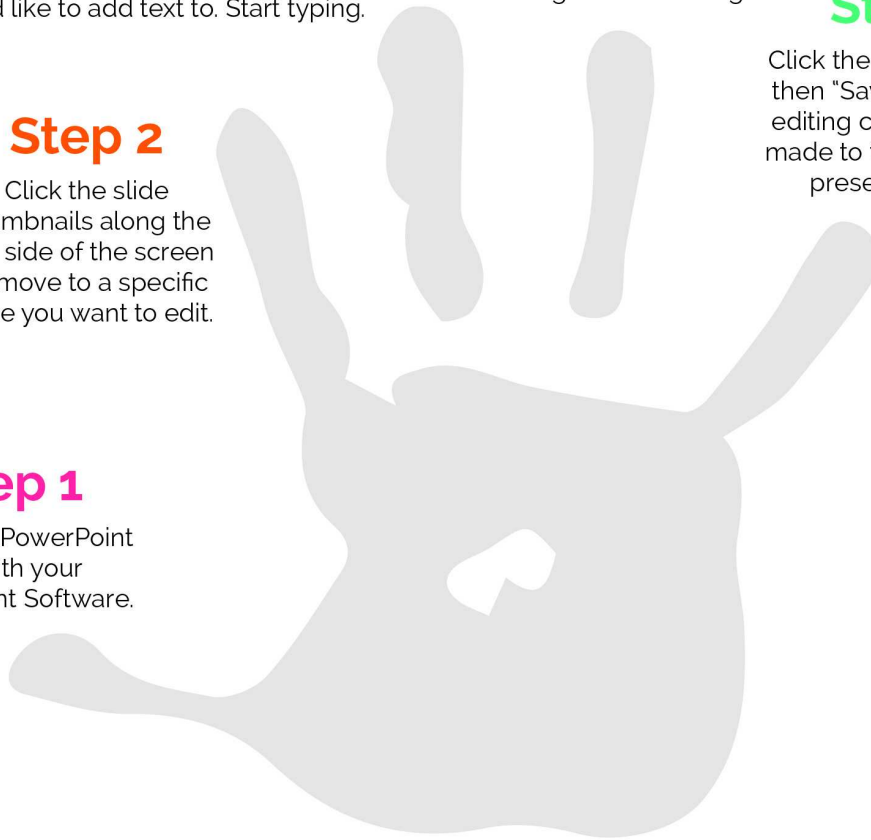 like to add text to. Start typing.
Click the
then "Sav
editing c
made to
prese
Step 2
Click the slide
mbnails along the
side of the screen
move to a specific
e you want to edit.
ep 1
PowerPoint
th your
nt Software.